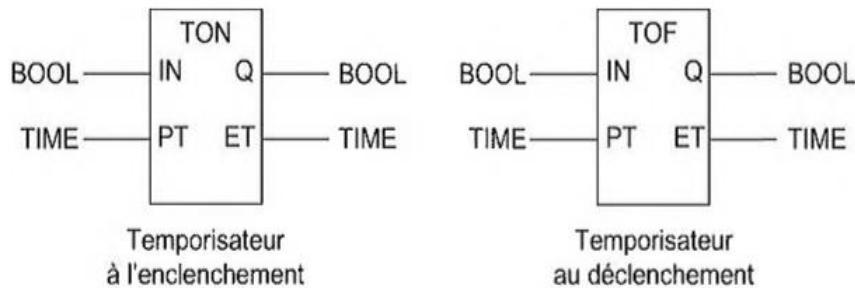 TON
BOOL IN Q BOOL
TIME PT ET TIME
Temporisateur
à l'enclenchement
TOF
BOOL IN Q BOOL
TIME PT ET TIME
Temporisateur
au déclenchement